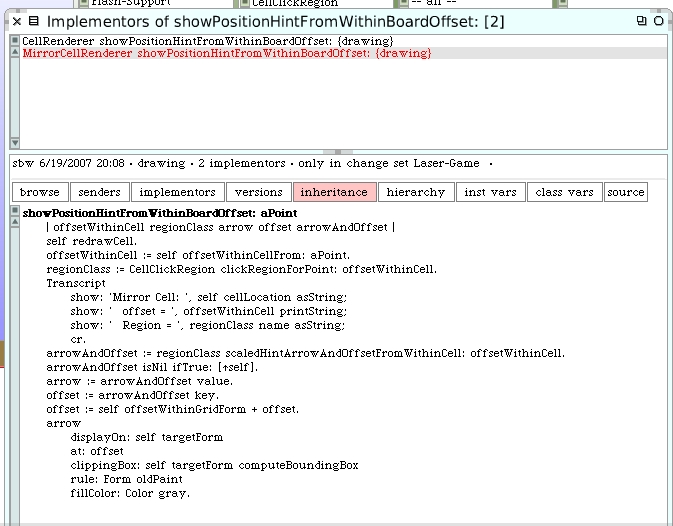 Flash-Support
CellClickRegion
-- all --
Implementors of showPositionHintFromWithinBoardOffset: [2]
CellRenderer showPositionHintFromWithinBoardOffset: {drawing}
MirrorCellRenderer showPositionHintFromWithinBoardOffset: {drawing}
sbw 6/19/2007 20:08 · drawing · 2 implementors · only in change set Laser-Game ·
browse senders implementors versions inheritance hierarchy inst vars class vars source
showPositionHintFromWithinBoardOffset: aPoint
| offsetWithinCell regionClass arrow offset arrowAndOffset |
self redrawCell.
offsetWithinCell := self offsetWithinCellFrom: aPoint.
regionClass := CellClickRegion clickRegionForPoint: offsetWithinCell.
Transcript
show: 'Mirror Cell: ', self cellLocation asString;
show: '  offset = ', offsetWithinCell printString;
show: '  Region = ', regionClass name asString;
cr.
arrowAndOffset := regionClass scaledHintArrowAndOffsetFromWithinCell: offsetWithinCell.
arrowAndOffset isNil ifTrue: [↑self].
arrow := arrowAndOffset value.
offset := arrowAndOffset key.
offset := self offsetWithinGridForm + offset.
arrow
displayOn: self targetForm
at: offset
clippingBox: self targetForm computeBoundingBox
rule: Form oldPaint
fillColor: Color gray.